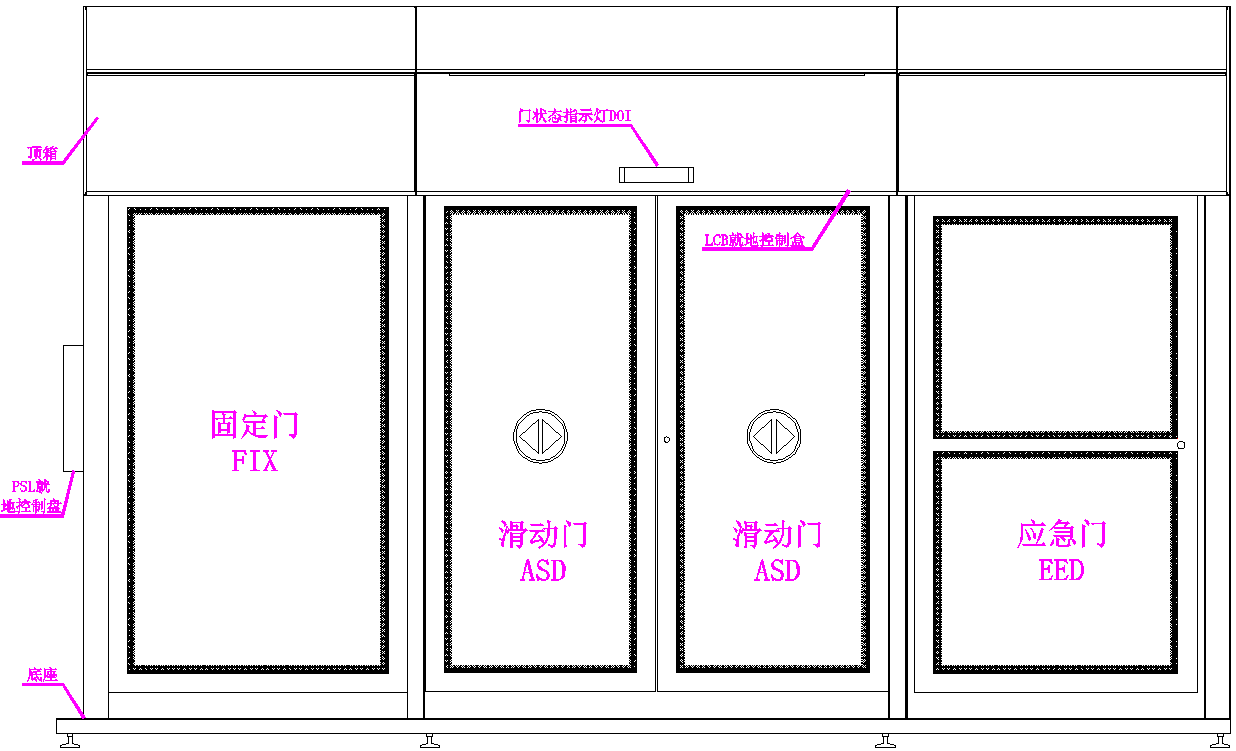 门状态指示灯DOI
顶箱
LCB就地控制盒
固定门
FIX
PSL就
地控制盘
滑动门
ASD
滑动门
ASD
应急门
EED
底座